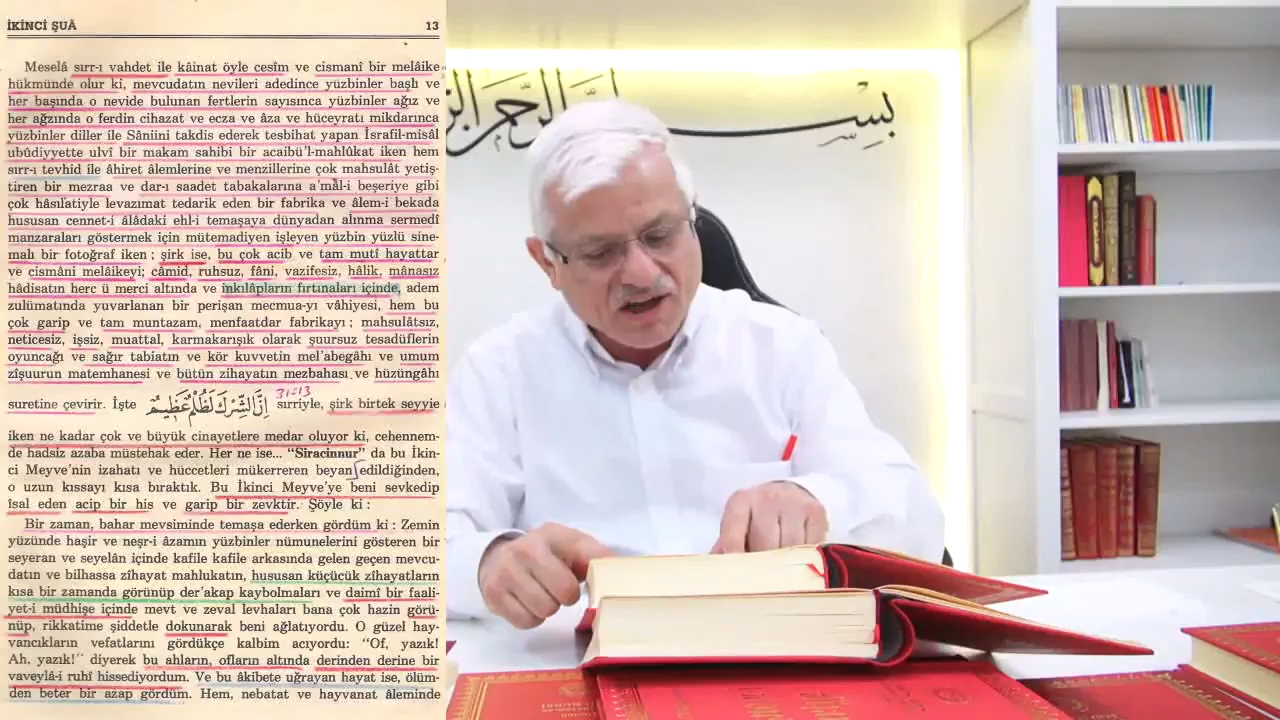 İKİNCİ ŞUÂ 13
Meselâ sırr-ı vahdet ile kâinat öyle cesîm ve cismanî bir melâike
hükmünde olur ki, mevcudatın nevileri adedince yüzbinler başlı ve
her başında o nevide bulunan fertlerin sayısınca yüzbinler ağız ve
her ağzında o ferdin cihazat ve ecza ve âza ve hüceyratı mikdarınca
yüzbinler diller ile Sâniini takdis ederek tesbihat yapan İsrafil-misâl
ubûdiyyette ulvî bir makam sahibi bir acaibü'l-mahlûkat iken hem
sırr-ı tevhid ile âhiret âlemlerine ve menzillerine çok mahsulât yetiş-
tiren bir mezraa ve dar-ı saadet tabakalarına a'mâl-i beşeriye gibi
çok hâsılatiyle levazımat tedarik eden bir fabrika ve âlem-i bekada
hususan cennet-i âlâdaki ehl-i temaşaya dünyadan alınma sermedî
manzaraları göstermek için mütemadiyen işleyen yüzbin yüzlü sine-
malı bir fotoğraf iken ; şirk ise, bu çok acib ve tam mutî hayattar
ve cismâni melâikeyi; câmid, ruhsuz, fâni, vazifesiz, hâlik, mânasız
hâdisatın herc ü merci altında ve inkılâpların fırtınaları içinde, adem
zulümatında yuvarlanan bir perişan mecmua-yı vâhiyesi, hem bu
çok garip ve tam muntazam, menfaatdar fabrikayı ; mahsulâtsız,
neticesiz, işsiz, muattal, karmakarışık olarak şuursuz tesadüflerin
oyuncağı ve sağır tabiatın ve kör kuvvetin mel'abegâhı ve umum
zîşuurun matemhanesi ve bütün zihayatın mezbahası ve hüzüngâhı
31=13
suretine çevirir. İşte إِنَّ الشِّرْكَ لَظُلْمٌ عَظِيمٌ sırriyle, şirk birtek seyyie
iken ne kadar çok ve büyük cinayetlere medar oluyor ki, cehennem-
de hadsiz azaba müstehak eder. Her ne ise... "Siracinnur" da bu İkin-
ci Meyve'nin izahatı ve hüccetleri mükerreren beyan edildiğinden,
o uzun kıssayı kısa bıraktık. Bu İkinci Meyve'ye beni sevkedip
îsal eden acip bir his ve garip bir zevktir. Şöyle ki :
Bir zaman, bahar mevsiminde temaşa ederken gördüm ki : Zemin
yüzünde haşir ve neşr-i âzamın yüzbinler nümunelerini gösteren bir
seyeran ve seyelân içinde kafile kafile arkasında gelen geçen mevcu-
datın ve bilhassa zîhayat mahlukatın, hususan küçücük zîhayatların
kısa bir zamanda görünüp der'akap kaybolmaları ve daimî bir faali-
yet-i müdhişe içinde mevt ve zeval levhaları bana çok hazin görü-
nüp, rikkatime şiddetle dokunarak beni ağlatıyordu. O güzel hay-
vancıkların vefatlarını gördükçe kalbim acıyordu: "Of, yazık!
Ah, yazık!" diyerek bu ahların, ofların altında derinden derine bir
vaveylâ-i ruhî hissediyordum. Ve bu âkibete uğrayan hayat ise, ölüm-
den beter bir azap gördüm. Hem, nebatat ve hayvanat âleminde
بسم الله الرحمن